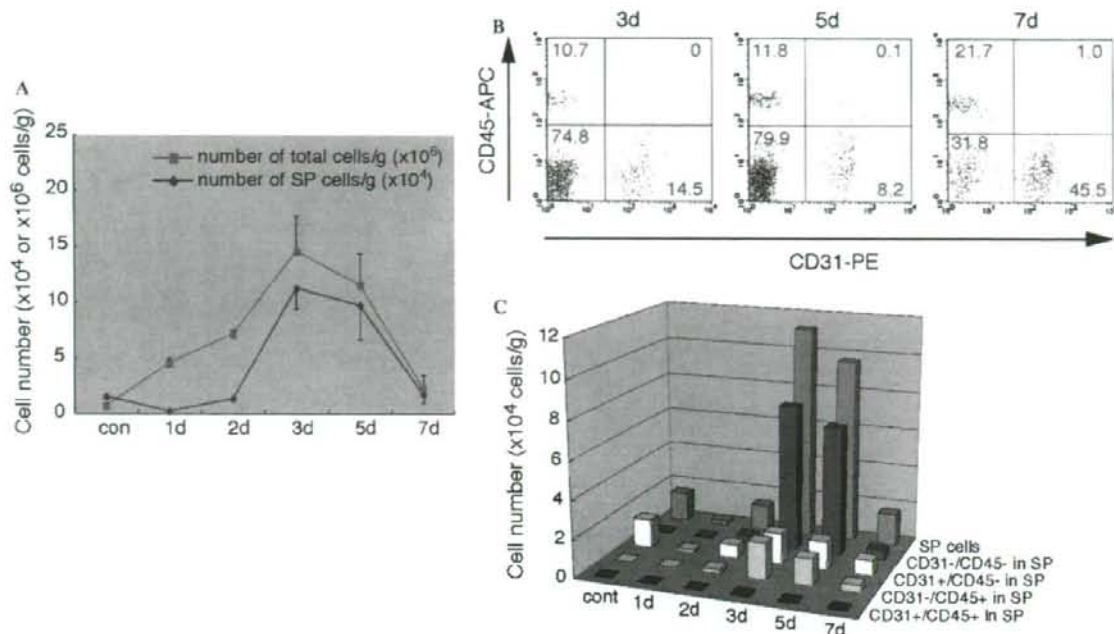 A
Cell number (x10⁴ or x10⁶ cells/g)
25
20
15
10
5
0
number of total cells/g (x10⁶)
number of SP cells/g (x10⁴)
con 1d 2d 3d 5d 7d
B
3d 5d 7d
CD45-APC
10.7 0
74.8
14.5
11.8 0.1
79.9
8.2
21.7 1.0
31.8
45.5
CD31-PE
C
Cell number (x10⁴ cells/g)
12
10
8
6
4
2
0
cont 1d 2d 3d 5d 7d
SP cells
CD31-/CD45- in SP
CD31+/CD45- in SP
CD31-/CD45+ in SP
CD31+/CD45+ in SP